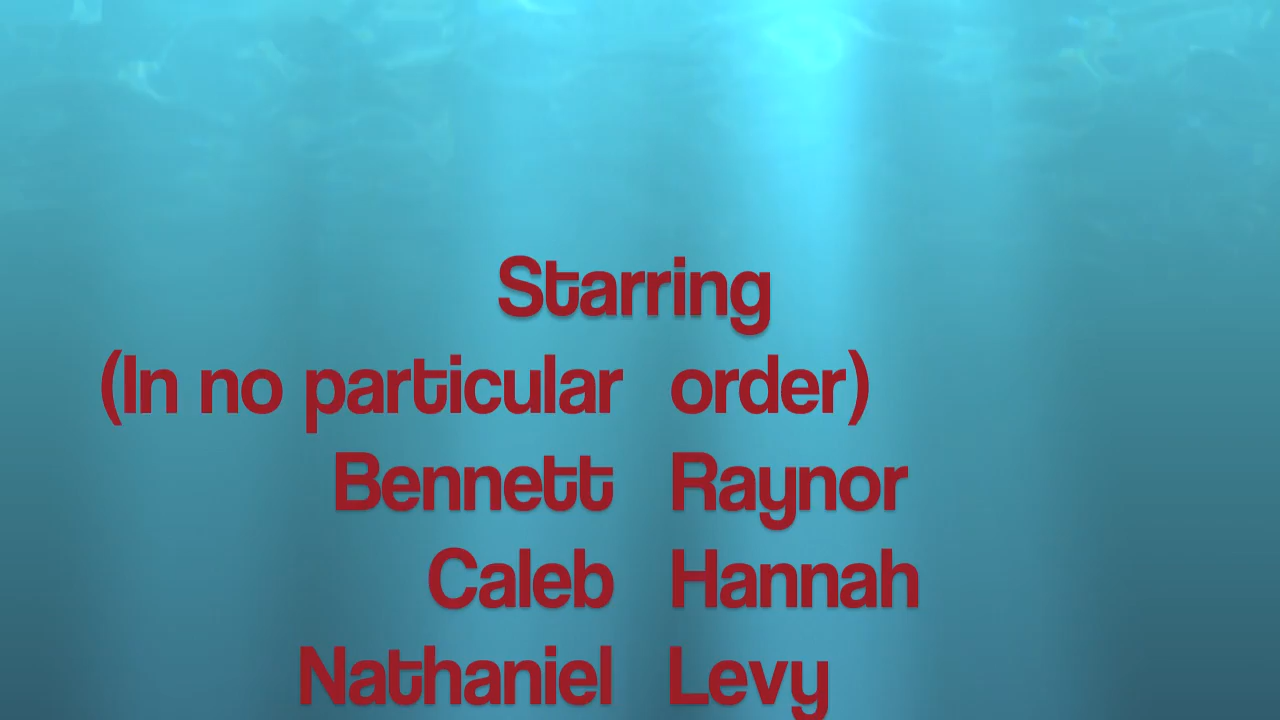 Starring
(In no particular order)
Bennett Raynor
Caleb Hannah
Nathaniel Levy